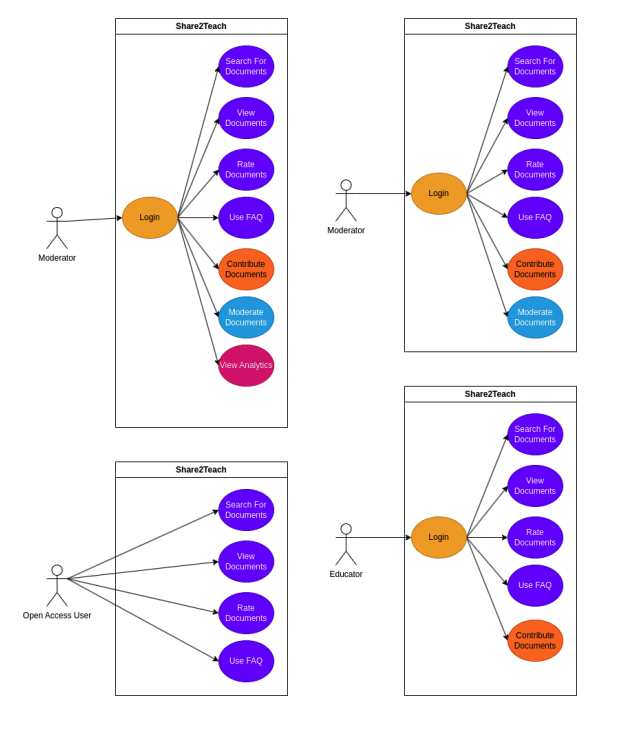 Share2Teach
Search For
Documents
View
Documents
Rate
Documents
Login
Use FAQ
Moderator
Contribute
Documents
Moderate
Documents
View Analytics
Share2Teach
Search For
Documents
View
Documents
Rate
Documents
Login
Use FAQ
Moderator
Contribute
Documents
Moderate
Documents
Share2Teach
Search For
Documents
View
Documents
Open Access User
Rate
Documents
Use FAQ
Share2Teach
Search For
Documents
View
Documents
Login
Rate
Documents
Educator
Use FAQ
Contribute
Documents